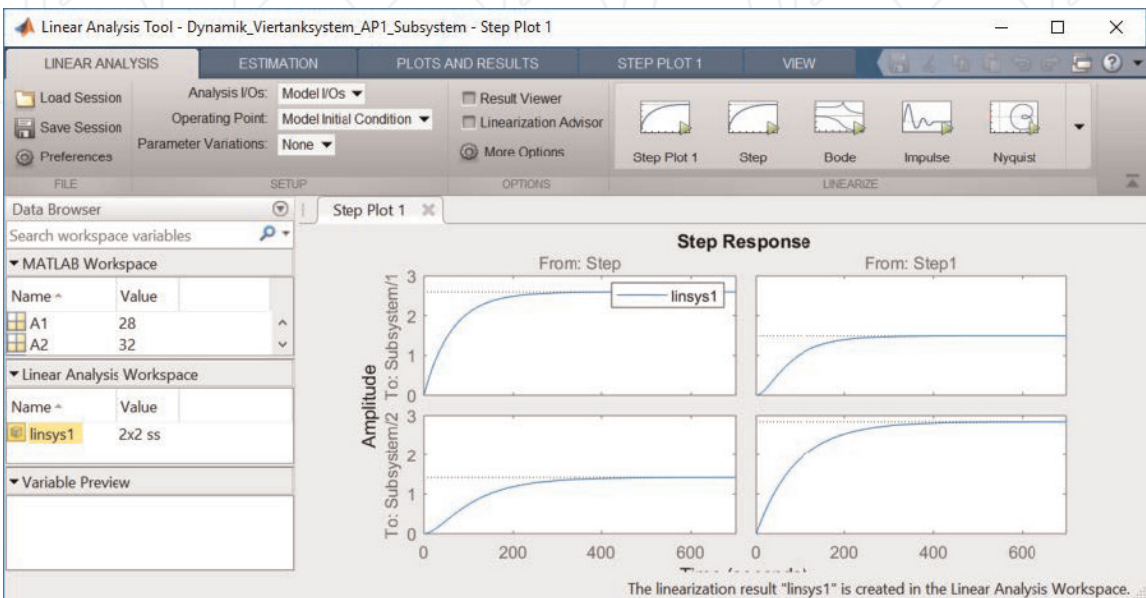 Linear Analysis Tool - Dynamik_Viertanksystem_AP1_Subsystem - Step Plot 1
LINEAR ANALYSIS ESTIMATION PLOTS AND RESULTS STEP PLOT 1 VIEW
Load Session
Save Session
Preferences
FILE
Analysis I/Os: Model I/Os
Operating Point: Model Initial Condition
Parameter Variations: None
SETUP
Result Viewer
Linearization Advisor
More Options
OPTIONS
Step Plot 1 Step Bode Impulse Nyquist
LINEARIZE
Data Browser
Search workspace variables
MATLAB Workspace
Name Value
A1 28
A2 32
Linear Analysis Workspace
Name Value
linsys1 2x2 ss
Variable Preview
Step Plot 1
Step Response
From: Step From: Step1
linsys1
Amplitude
To: Subsystem/1
3
2
1
0
To: Subsystem/2
3
2
1
0
0 200 400 600 0 200 400 600
The linearization result "linsys1" is created in the Linear Analysis Workspace.